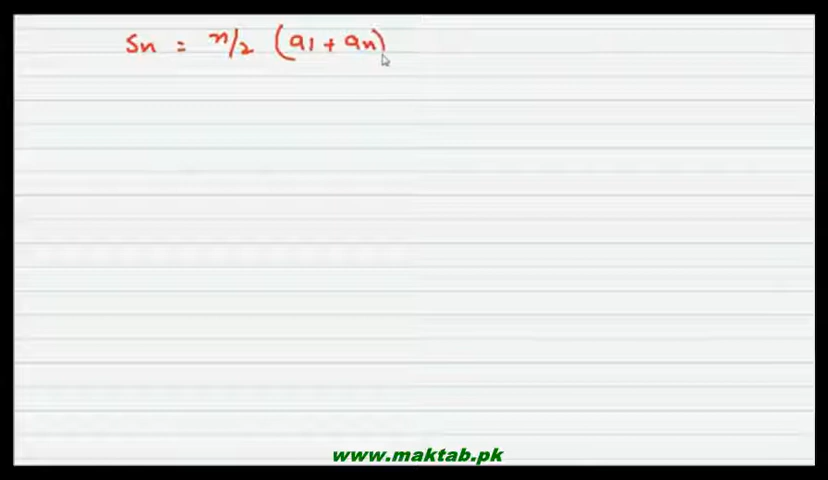 Sn = n/2 (a1 + an)
www.maktab.pk